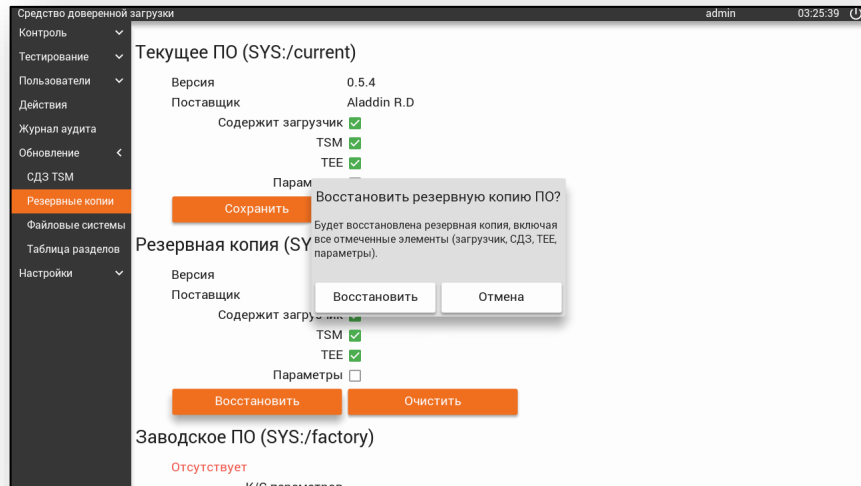 Средство доверенной загрузки admin 03:25:39
Контроль
Тестирование
Пользователи
Действия
Журнал аудита
Обновление
СДЗ TSM
Резервные копии
Файловые системы
Таблица разделов
Настройки
Текущее ПО (SYS:/current)
Версия 0.5.4
Поставщик Aladdin R.D
Содержит загрузчик
TSM
TEE
Сохранить
Восстановить резервную копию ПО?
Будет восстановлена резервная копия, включая
все отмеченные элементы (загрузчик, СДЗ, TEE,
параметры).
Восстановить Отмена
Резервная копия
Версия
Поставщик
Содержит
TSM
TEE
Параметры
Восстановить Очистить
Заводское ПО (SYS:/factory)
Отсутствует